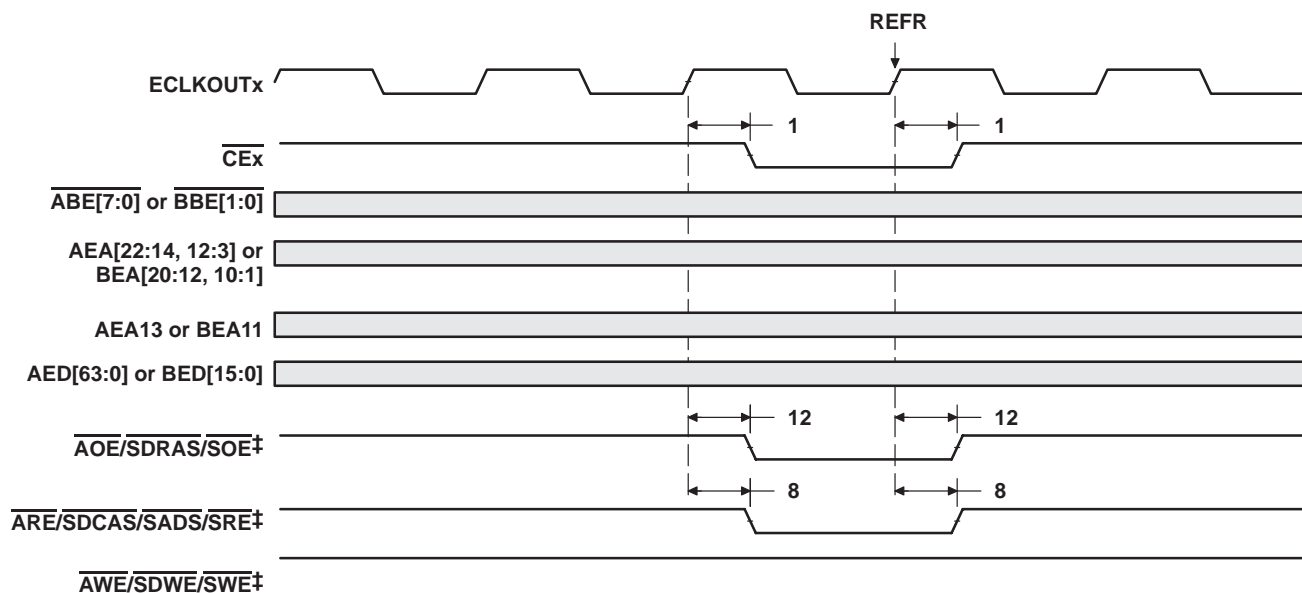 REFR
ECLKOUTx
1 1
CEx
ABE[7:0] or BBE[1:0]
AEA[22:14, 12:3] or
BEA[20:12, 10:1]
AEA13 or BEA11
AED[63:0] or BED[15:0]
12 12
AOE/SDRAS/SOE‡
8 8
ARE/SDCAS/SADS/SRE‡
AWE/SDWE/SWE‡